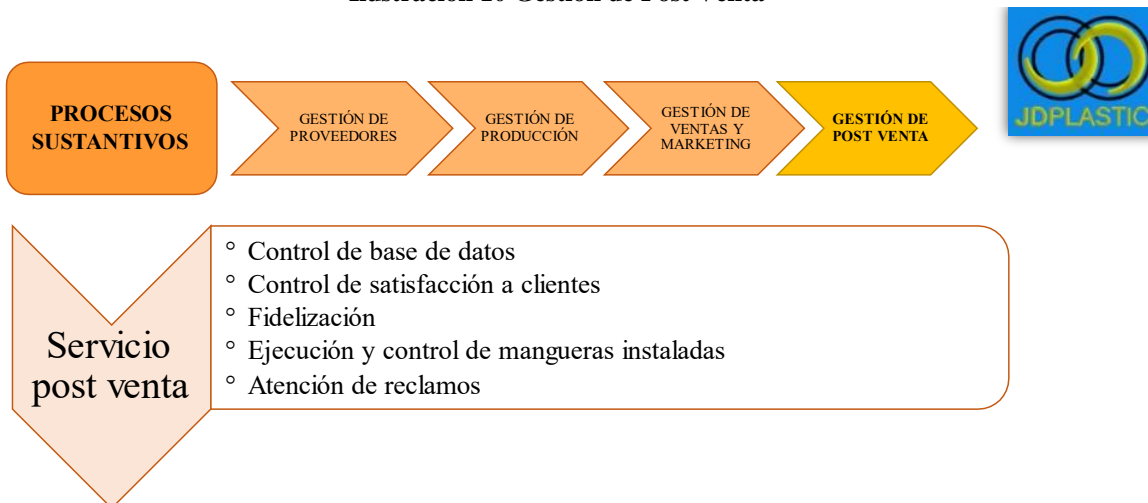 PROCESOS
SUSTANTIVOS
GESTIÓN DE
PROVEEDORES
GESTIÓN DE
PRODUCCIÓN
GESTIÓN DE
VENTAS Y
MARKETING
GESTIÓN DE
POST VENTA
JDPLASTIC
Servicio
post venta
° Control de base de datos
° Control de satisfacción a clientes
° Fidelización
° Ejecución y control de mangueras instaladas
° Atención de reclamos